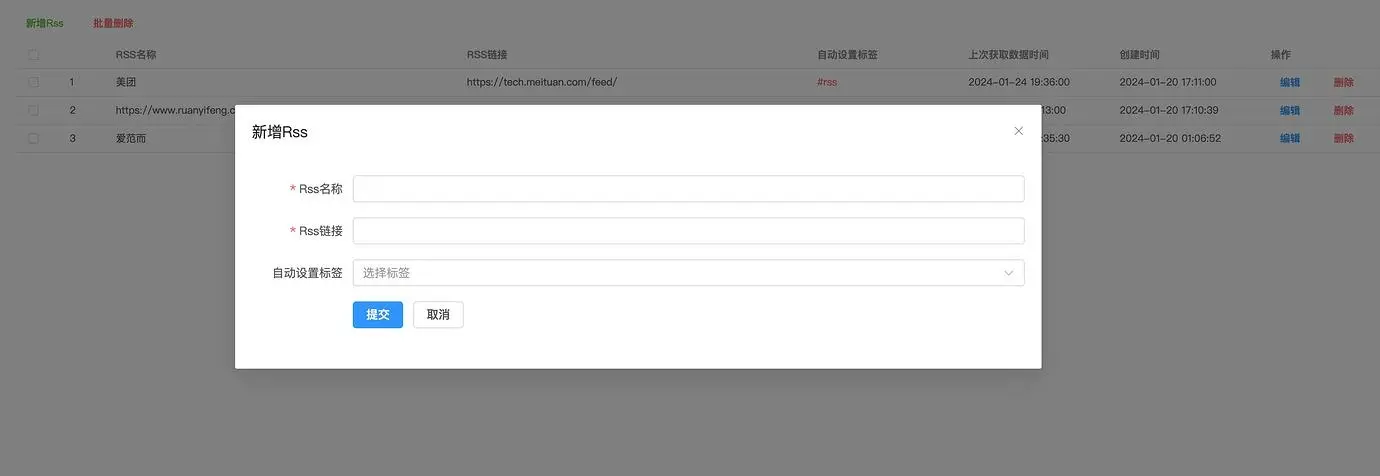 新增Rss 批量删除
RSS名称 RSS链接 自动设置标签 上次获取数据时间 创建时间 操作
1 美团 https://tech.meituan.com/feed/ #rss 2024-01-24 19:36:00 2024-01-20 17:11:00 编辑 删除
2 https://www.ruanyifeng.c 13:00 2024-01-20 17:10:39 编辑 删除
3 爱范而 :35:30 2024-01-20 01:06:52 编辑 删除
新增Rss
* Rss名称
* Rss链接
自动设置标签 选择标签
提交 取消